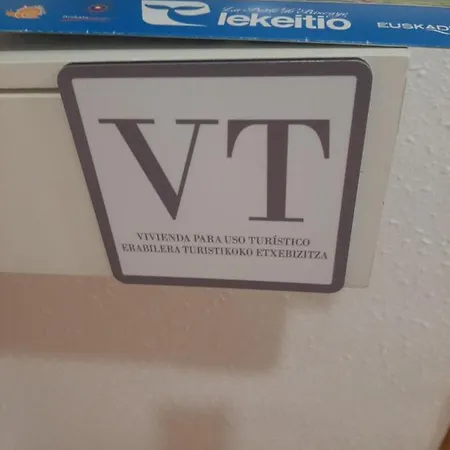 lekeitio
EUSKAD
VT
VIVIENDA PARA USO TURÍSTICO
ERABILERA TURISTIKOKO ETXEBIZITZA